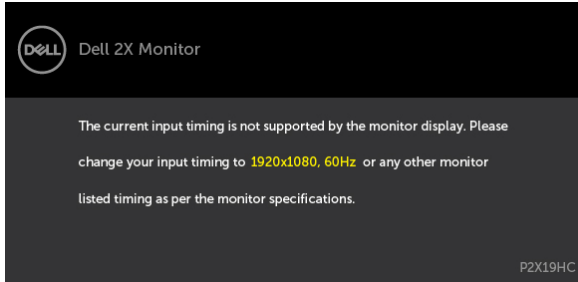 DELL
Dell 2X Monitor
The current input timing is not supported by the monitor display. Please
change your input timing to 1920x1080, 60Hz or any other monitor
listed timing as per the monitor specifications.
P2X19HC